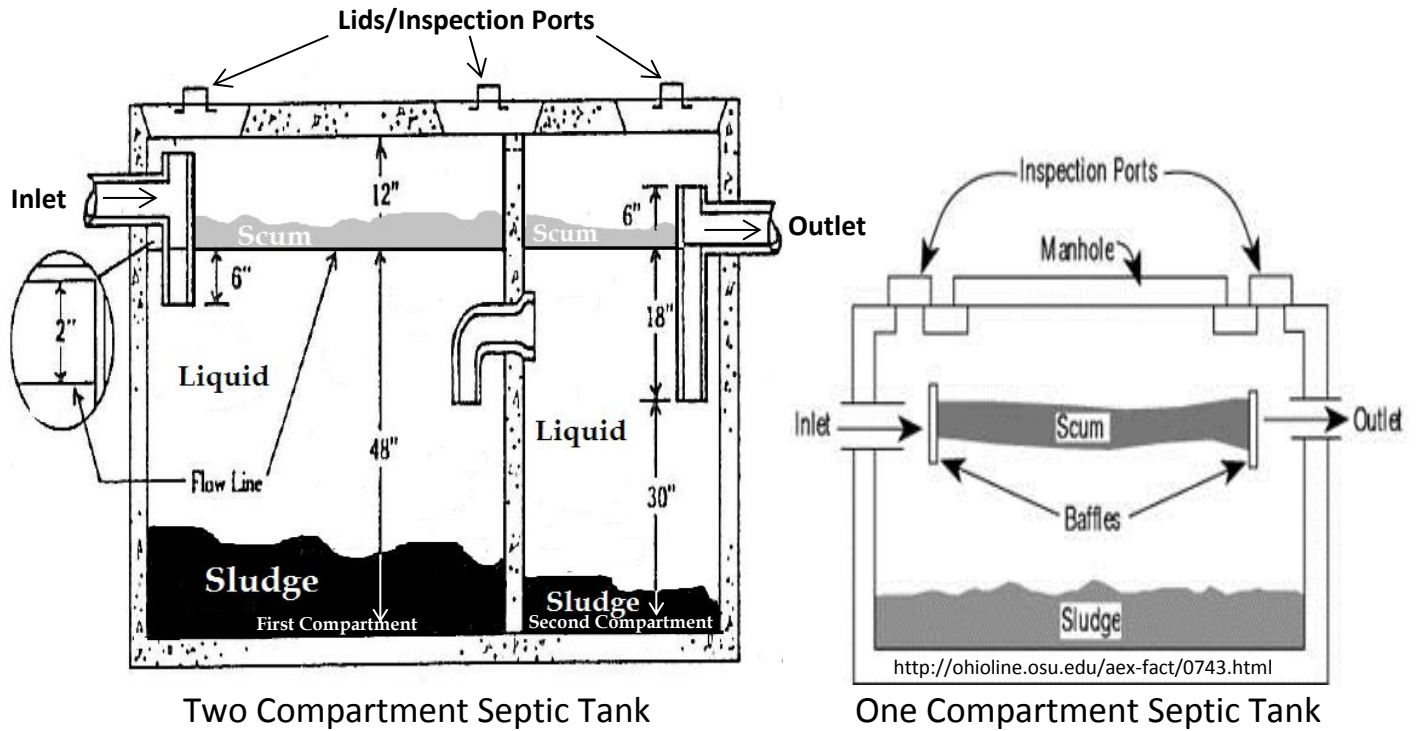 Lids/Inspection Ports
Inlet
12"
Scum
6"
2"
Liquid
Flow Line
48"
Sludge
First Compartment
Scum
6"
Outlet
18"
Liquid
30"
Sludge
Second Compartment
Two Compartment Septic Tank
Inspection Ports
Manhole
Inlet
Scum
Outlet
Baffles
Sludge
http://ohioline.osu.edu/aex-fact/0743.html
One Compartment Septic Tank